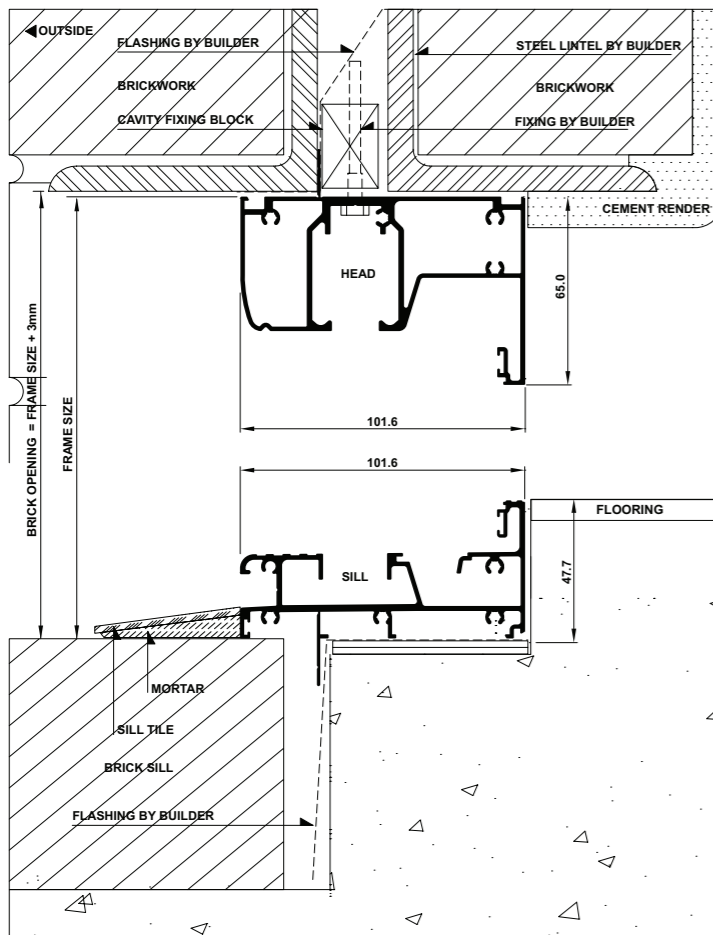 OUTSIDE
FLASHING BY BUILDER
STEEL LINTEL BY BUILDER
BRICKWORK
BRICKWORK
CAVITY FIXING BLOCK
FIXING BY BUILDER
CEMENT RENDER
HEAD
65.0
BRICK OPENING = FRAME SIZE + 3mm
FRAME SIZE
101.6
101.6
FLOORING
SILL
47.7
MORTAR
SILL TILE
BRICK SILL
FLASHING BY BUILDER